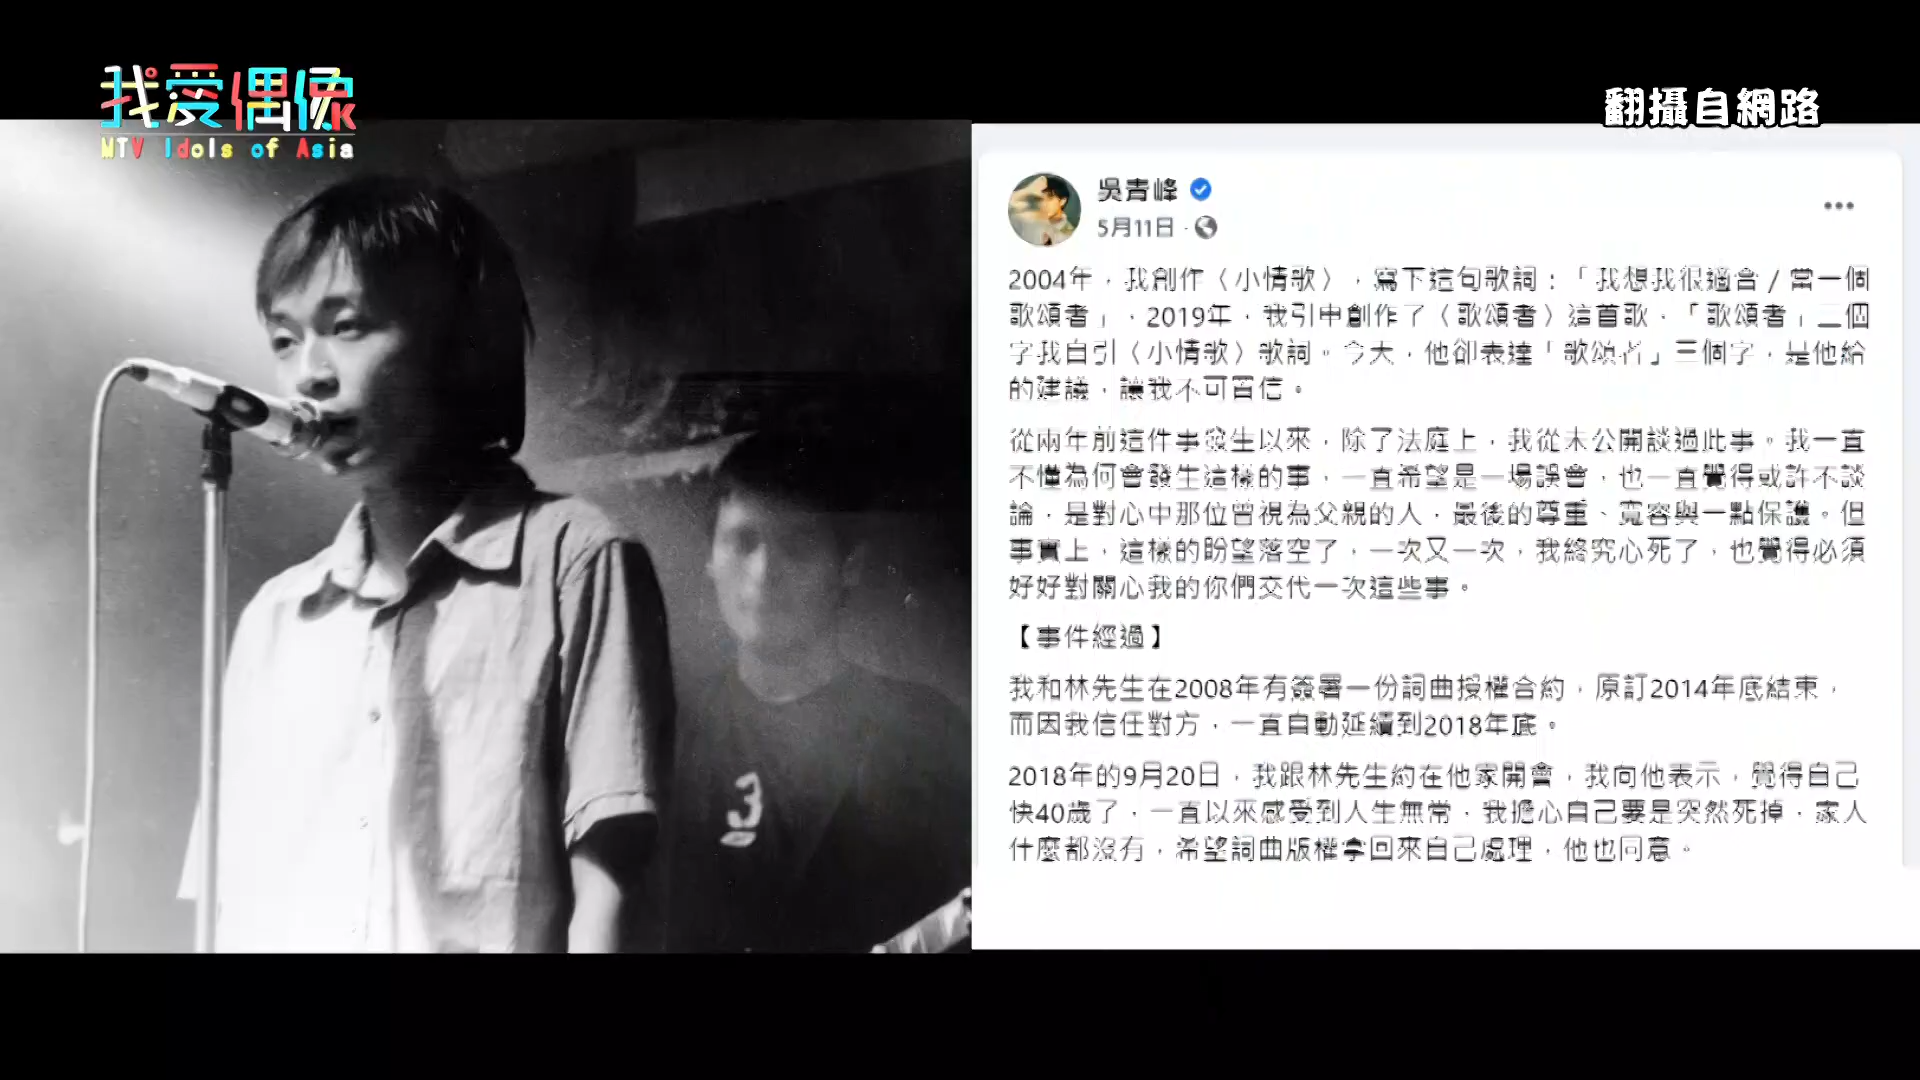 我愛偶像
MTV Idols of Asia
翻攝自網路
吳青峰
5月11日
2004年，我創作〈小情歌〉，寫下這句歌詞：「我想我很適合／當一個
歌頌者」，2019年，我引申創作了〈歌頌者〉這首歌，「歌頌者」三個
字我自引〈小情歌〉歌詞。今天，他卻表達「歌頌者」三個字，是他給
的建議，讓我不可置信。
從兩年前這件事發生以來，除了法庭上，我從未公開談過此事。我一直
不懂為何會發生這樣的事，一直希望是一場誤會，也一直覺得或許不談
論，是對心中那位曾視為父親的人，最後的尊重、寬容與一點保護。但
事實上，這樣的盼望落空了，一次又一次，我終究心死了，也覺得必須
好好對關心我的你們交代一次這些事。
【事件經過】
我和林先生在2008年有簽署一份詞曲授權合約，原訂2014年底結束，
而因我信任對方，一直自動延續到2018年底。
2018年的9月20日，我跟林先生約在他家開會，我向他表示，覺得自己
快40歲了，一直以來感受到人生無常，我擔心自己要是突然死掉，家人
什麼都沒有，希望詞曲版權拿回來自己處理，他也同意。